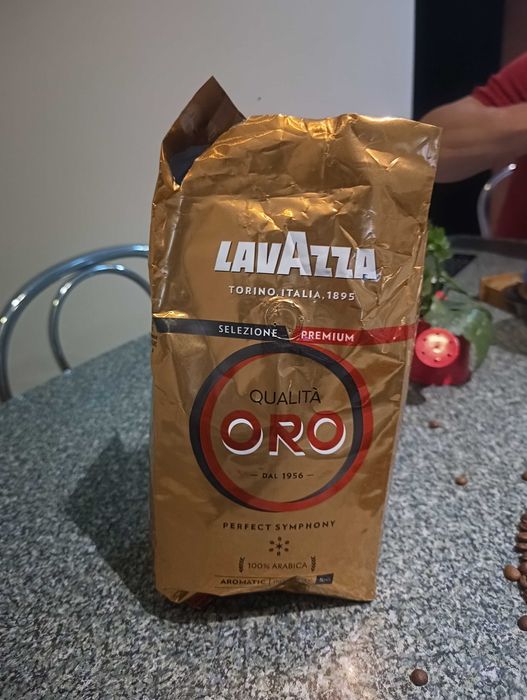 LAVAZZA
TORINO, ITALIA, 1895
SELEZIONE PREMIUM
QUALITÀ
ORO
DAL 1956
PERFECT SYMPHONY
100% ARABICA
AROMATIC